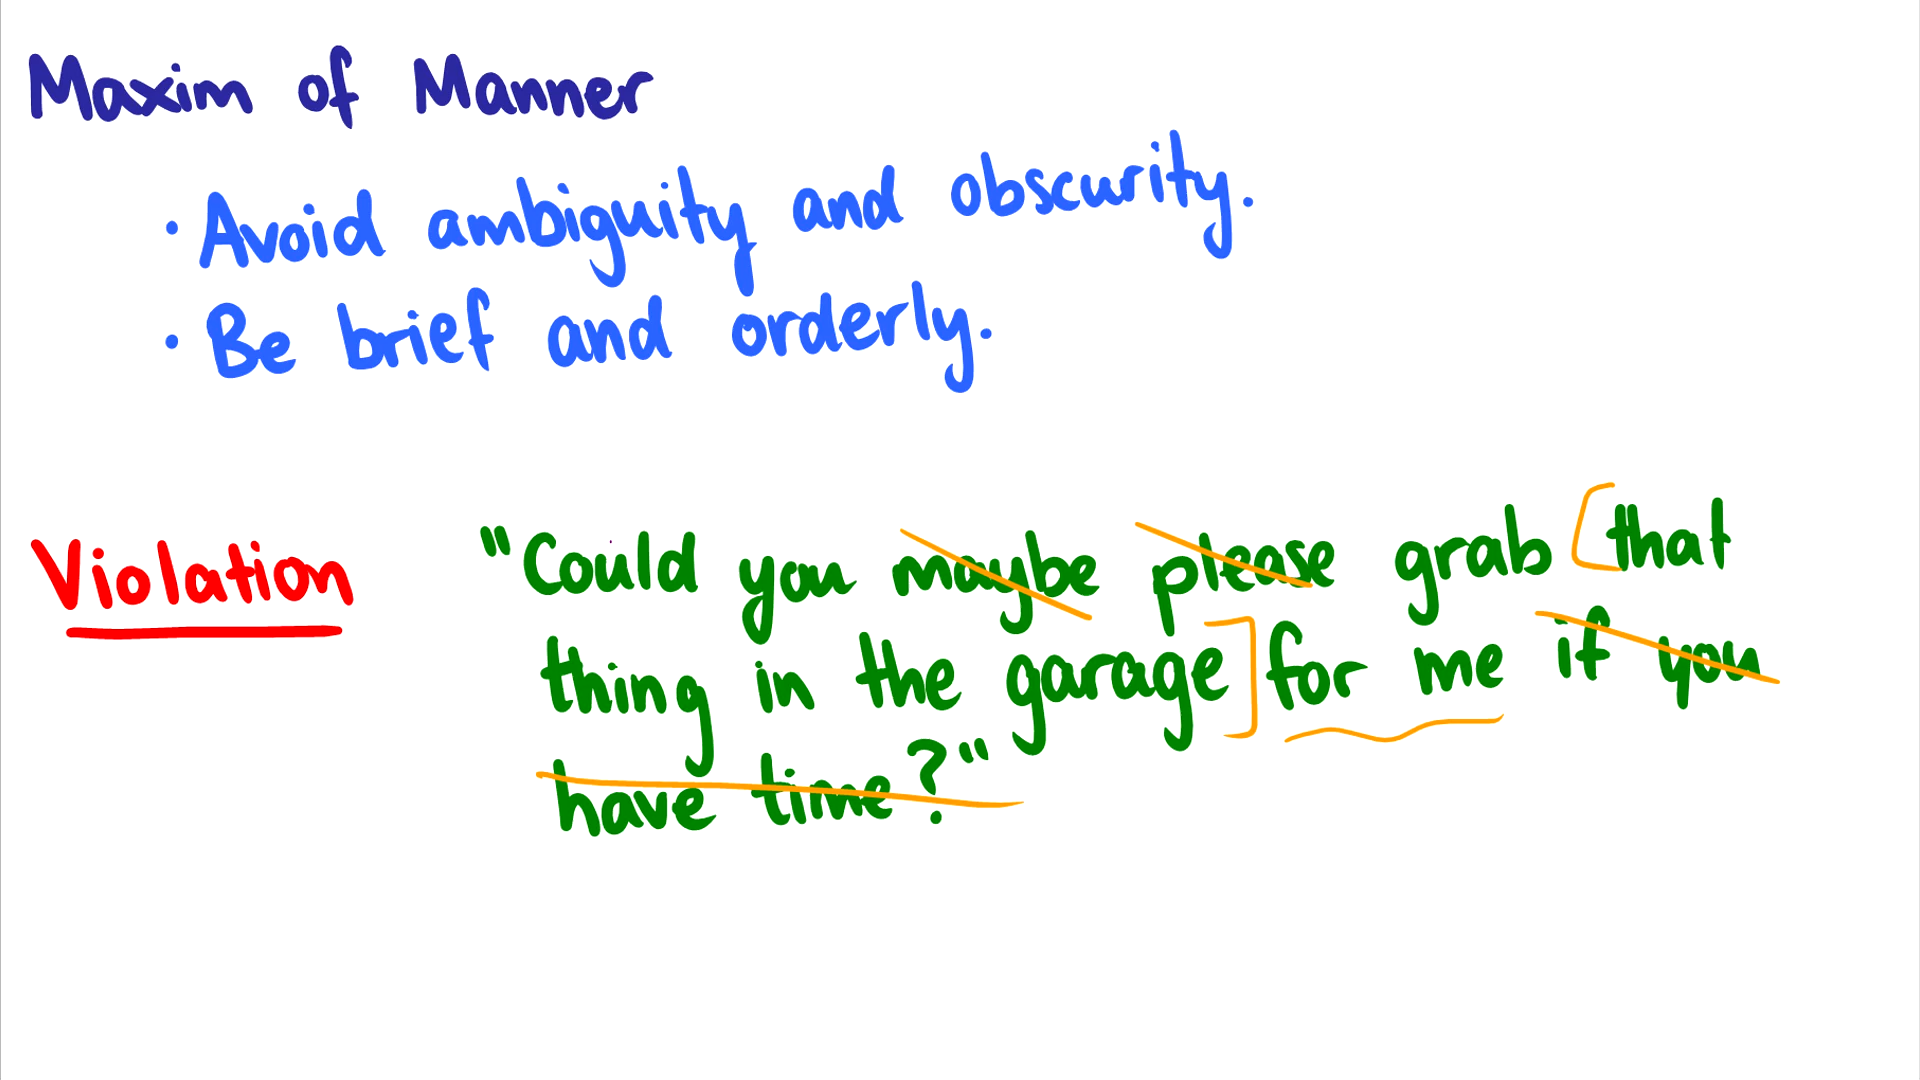 Maxim of Manner
· Avoid ambiguity and obscurity.
· Be brief and orderly.
Violation "Could you maybe please grab that
thing in the garage for me if you
have time?"